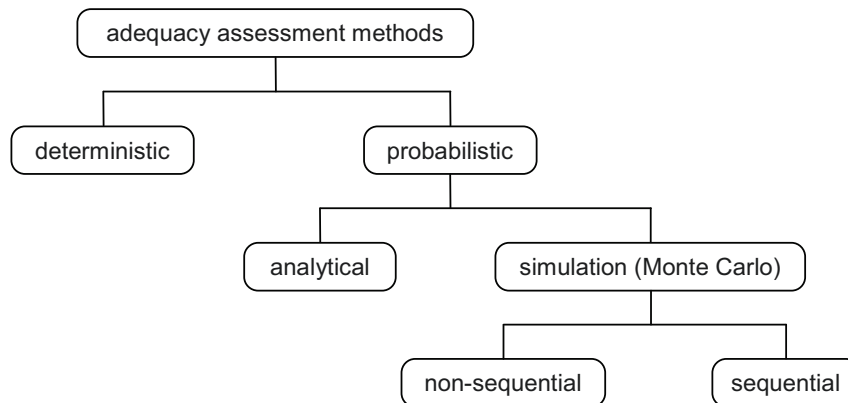 adequacy assessment methods
deterministic
probabilistic
analytical
simulation (Monte Carlo)
non-sequential
sequential